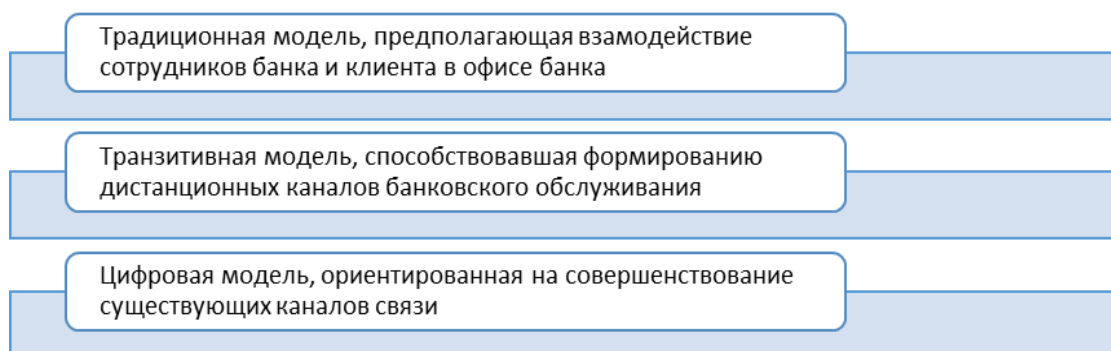 Традиционная модель, предполагающая взамодействие
сотрудников банка и клиента в офисе банка
Транзитивная модель, способствовавшая формированию
дистанционных каналов банковского обслуживания
Цифровая модель, ориентированная на совершенствование
существующих каналов связи